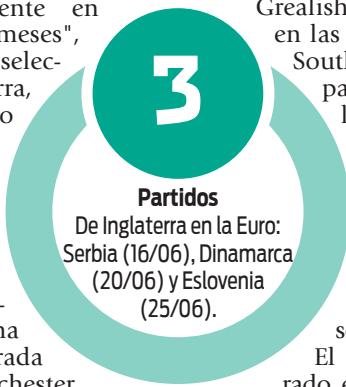 ente en
meses",
selec-
rra,
o
na
rada
chester
3
Partidos
De Inglaterra en la Euro:
Serbia (16/06), Dinamarca
(20/06) y Eslovenia
(25/06).
Grealish
en las
South
pa
l
s
El
rado